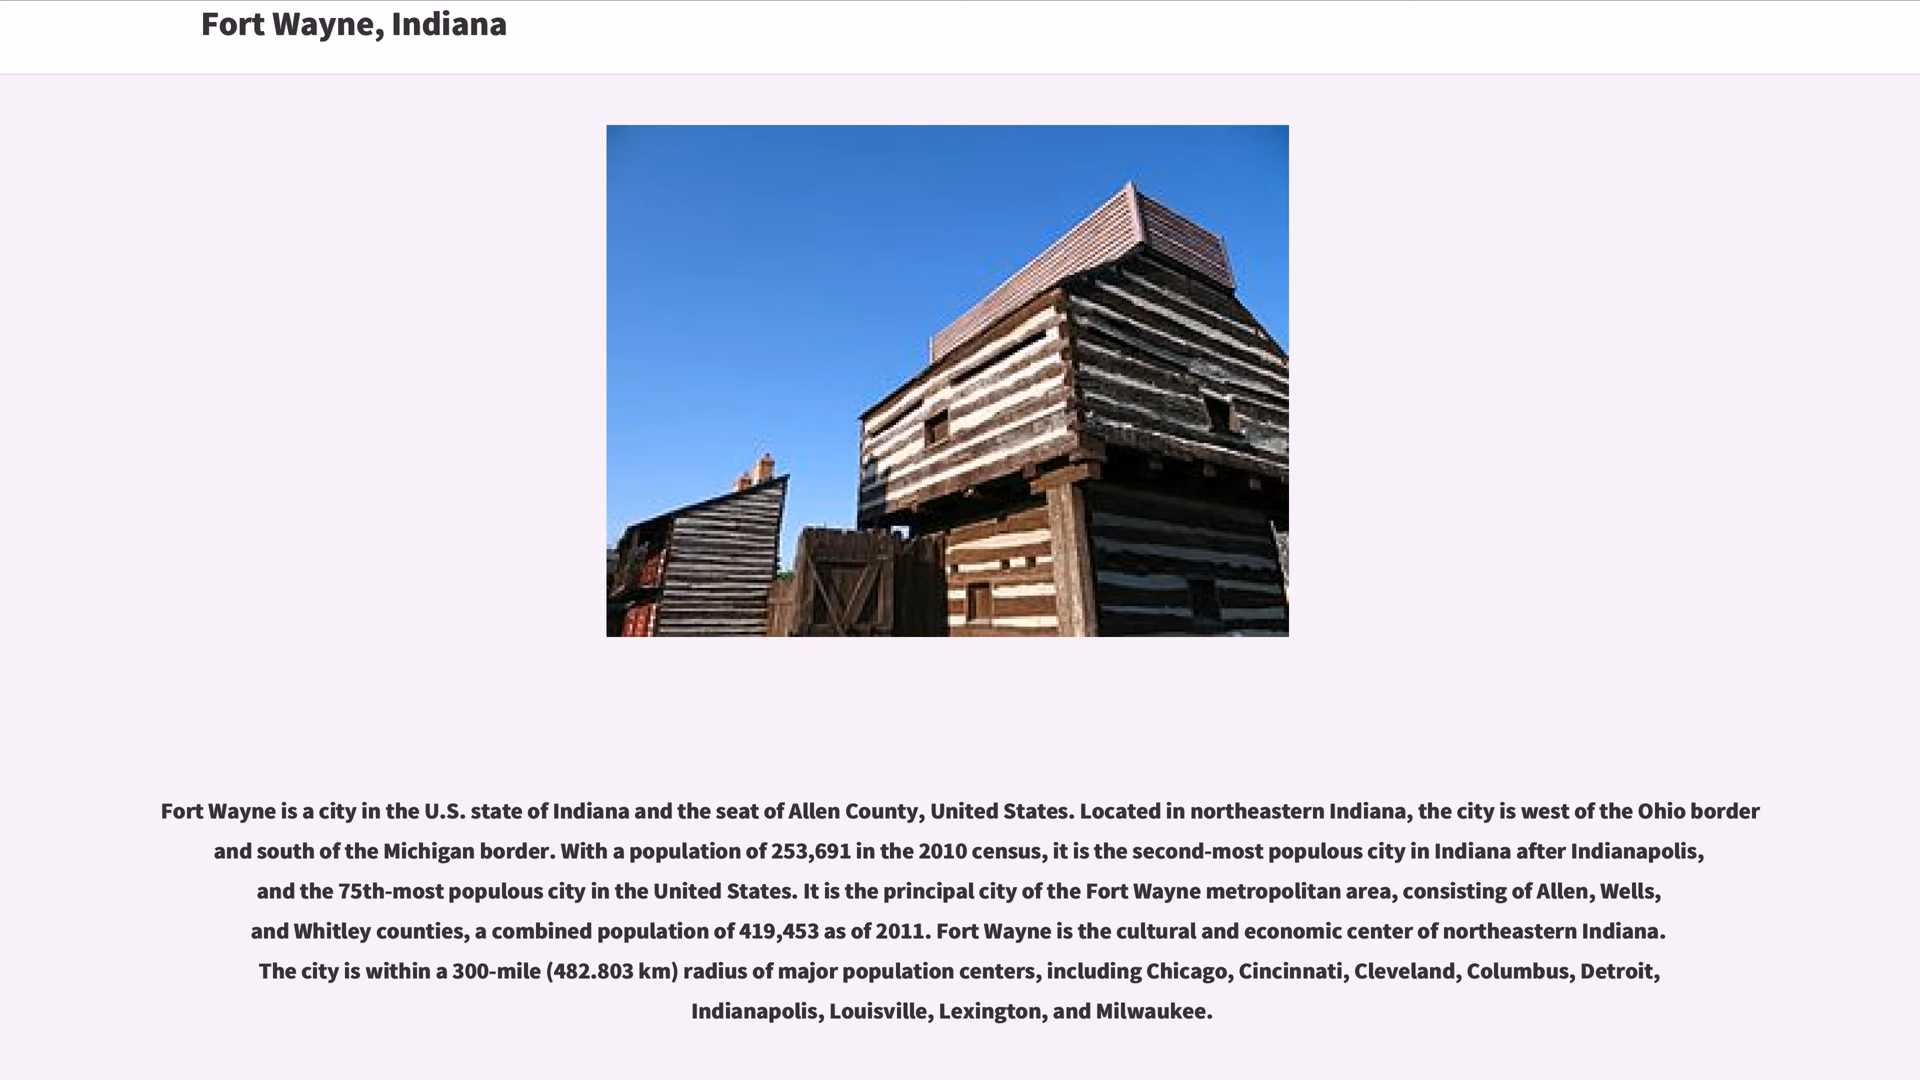 Fort Wayne, Indiana
Fort Wayne is a city in the U.S. state of Indiana and the seat of Allen County, United States. Located in northeastern Indiana, the city is west of the Ohio border
and south of the Michigan border. With a population of 253,691 in the 2010 census, it is the second-most populous city in Indiana after Indianapolis,
and the 75th-most populous city in the United States. It is the principal city of the Fort Wayne metropolitan area, consisting of Allen, Wells,
and Whitley counties, a combined population of 419,453 as of 2011. Fort Wayne is the cultural and economic center of northeastern Indiana.
The city is within a 300-mile (482.803 km) radius of major population centers, including Chicago, Cincinnati, Cleveland, Columbus, Detroit,
Indianapolis, Louisville, Lexington, and Milwaukee.